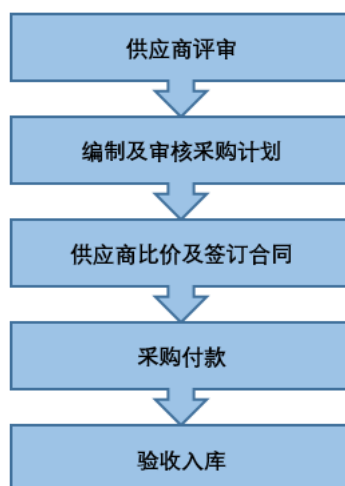 供应商评审
编制及审核采购计划
供应商比价及签订合同
采购付款
验收入库